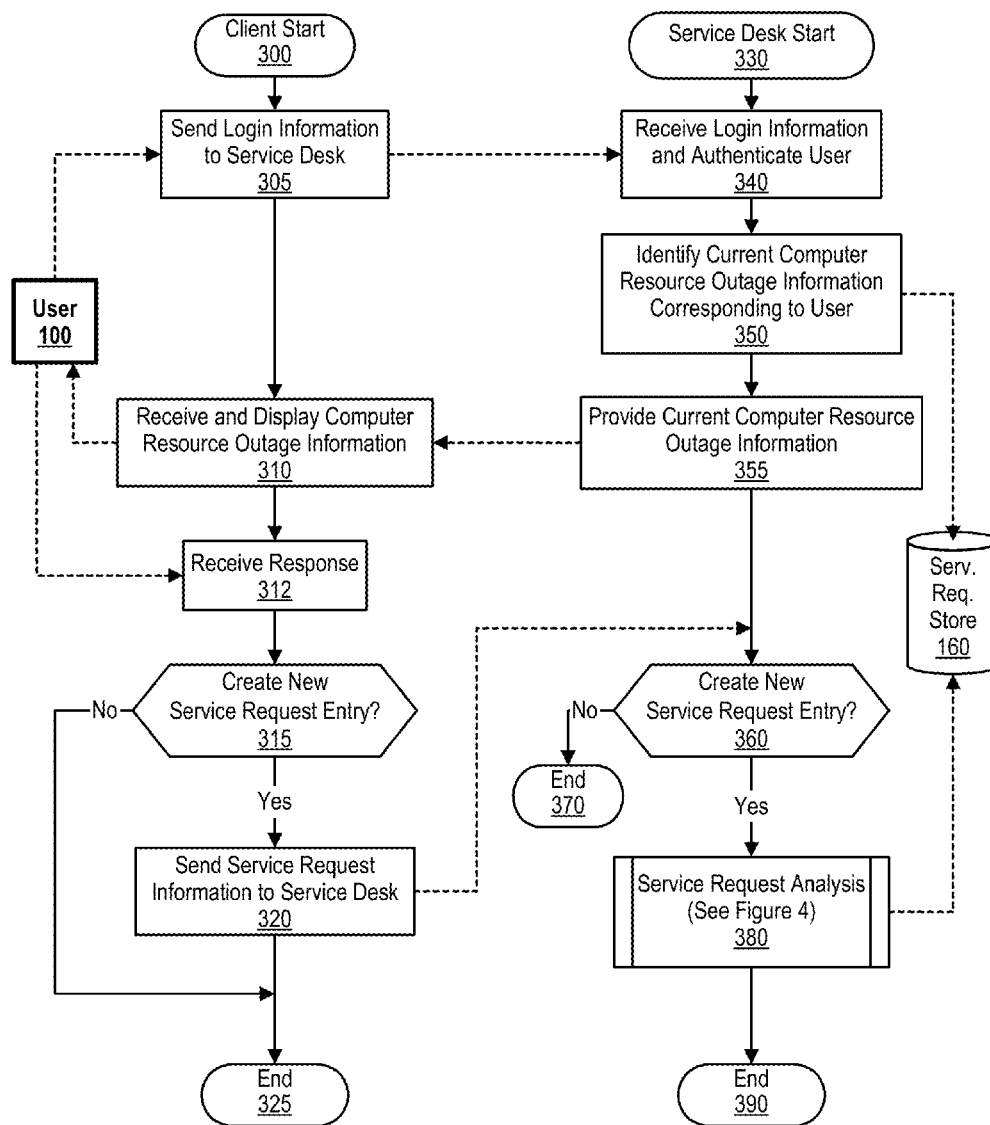 Client Start
300
Service Desk Start
330
Send Login Information
to Service Desk
305
Receive Login Information
and Authenticate User
340
Identify Current Computer
Resource Outage Information
Corresponding to User
350
User
100
Receive and Display Computer
Resource Outage Information
310
Provide Current Computer Resource
Outage Information
355
Receive Response
312
Serv.
Req.
Store
160
Create New
Service Request Entry?
315
No
Yes
Create New
Service Request Entry?
360
No
End
370
Yes
Send Service Request
Information to Service Desk
320
Service Request Analysis
(See Figure 4)
380
End
325
End
390